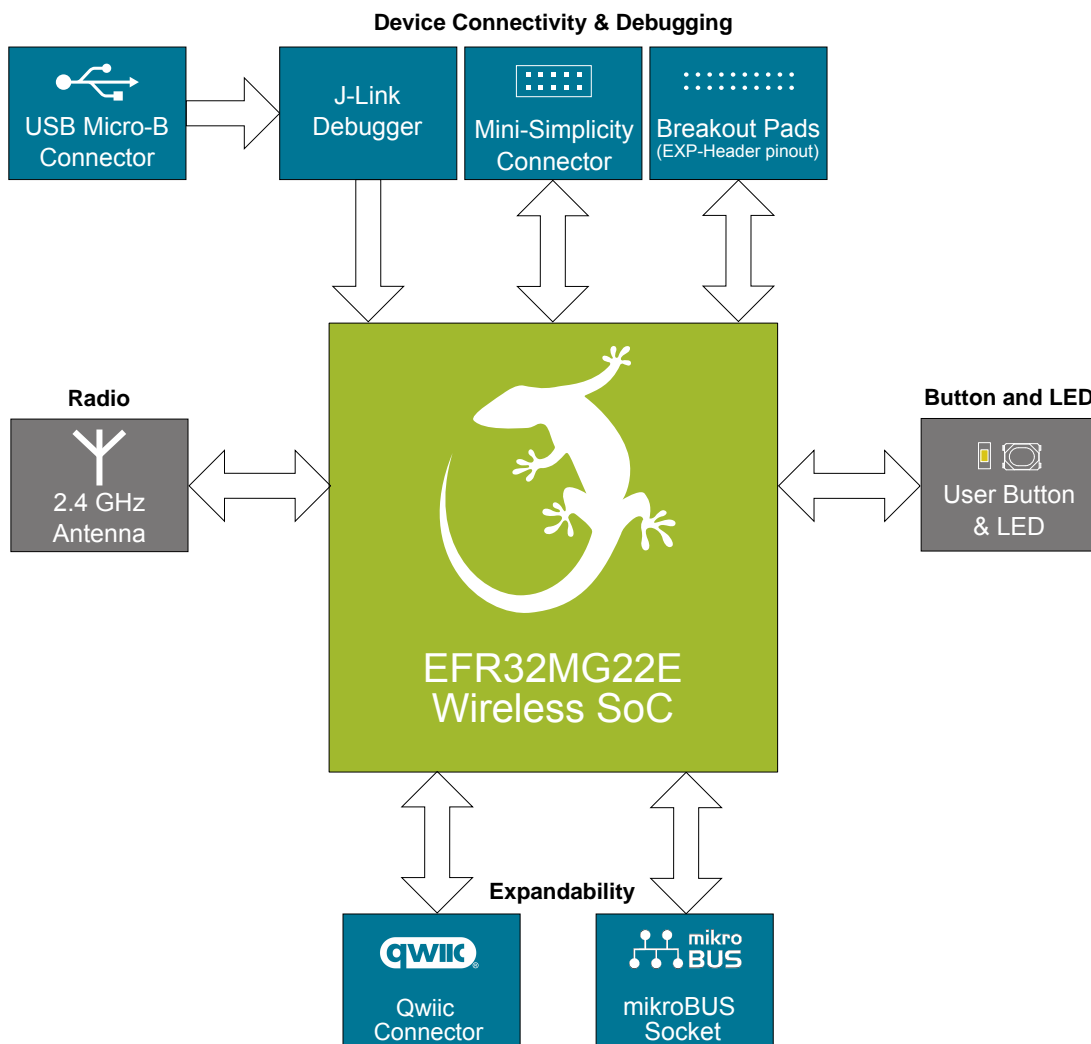 Device Connectivity & Debugging
USB Micro-B
Connector
J-Link
Debugger
Mini-Simplicity
Connector
Breakout Pads
(EXP-Header pinout)
Radio
2.4 GHz
Antenna
Button and LED
User Button
& LED
EFR32MG22E
Wireless SoC
Expandability
qwiic®
Qwiic
Connector
mikro
BUS
mikroBUS
Socket